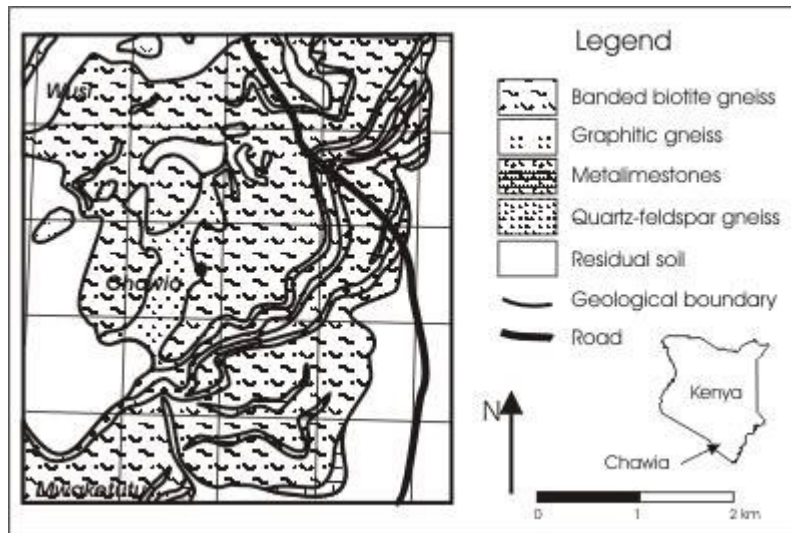 Legend
Wusi
Banded biotite gneiss
Graphitic gneiss
Metalimestones
Quartz-feldspar gneiss
Residual soil
Chawia
Geological boundary
Road
Kenya
N
Chawia
0 1 2 km